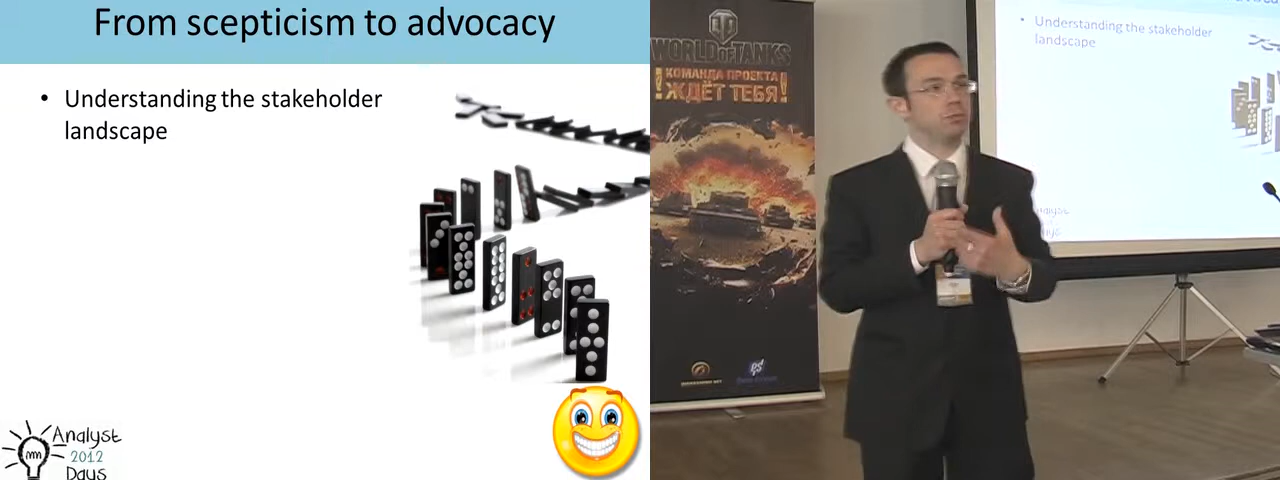 From scepticism to advocacy
• Understanding the stakeholder
landscape
Analyst
2012
Days
WORLD OF TANKS
КОМАНДА ПРОЕКТА
ЖДЁТ ТЕБЯ!
• Understanding the stakeholder
landscape